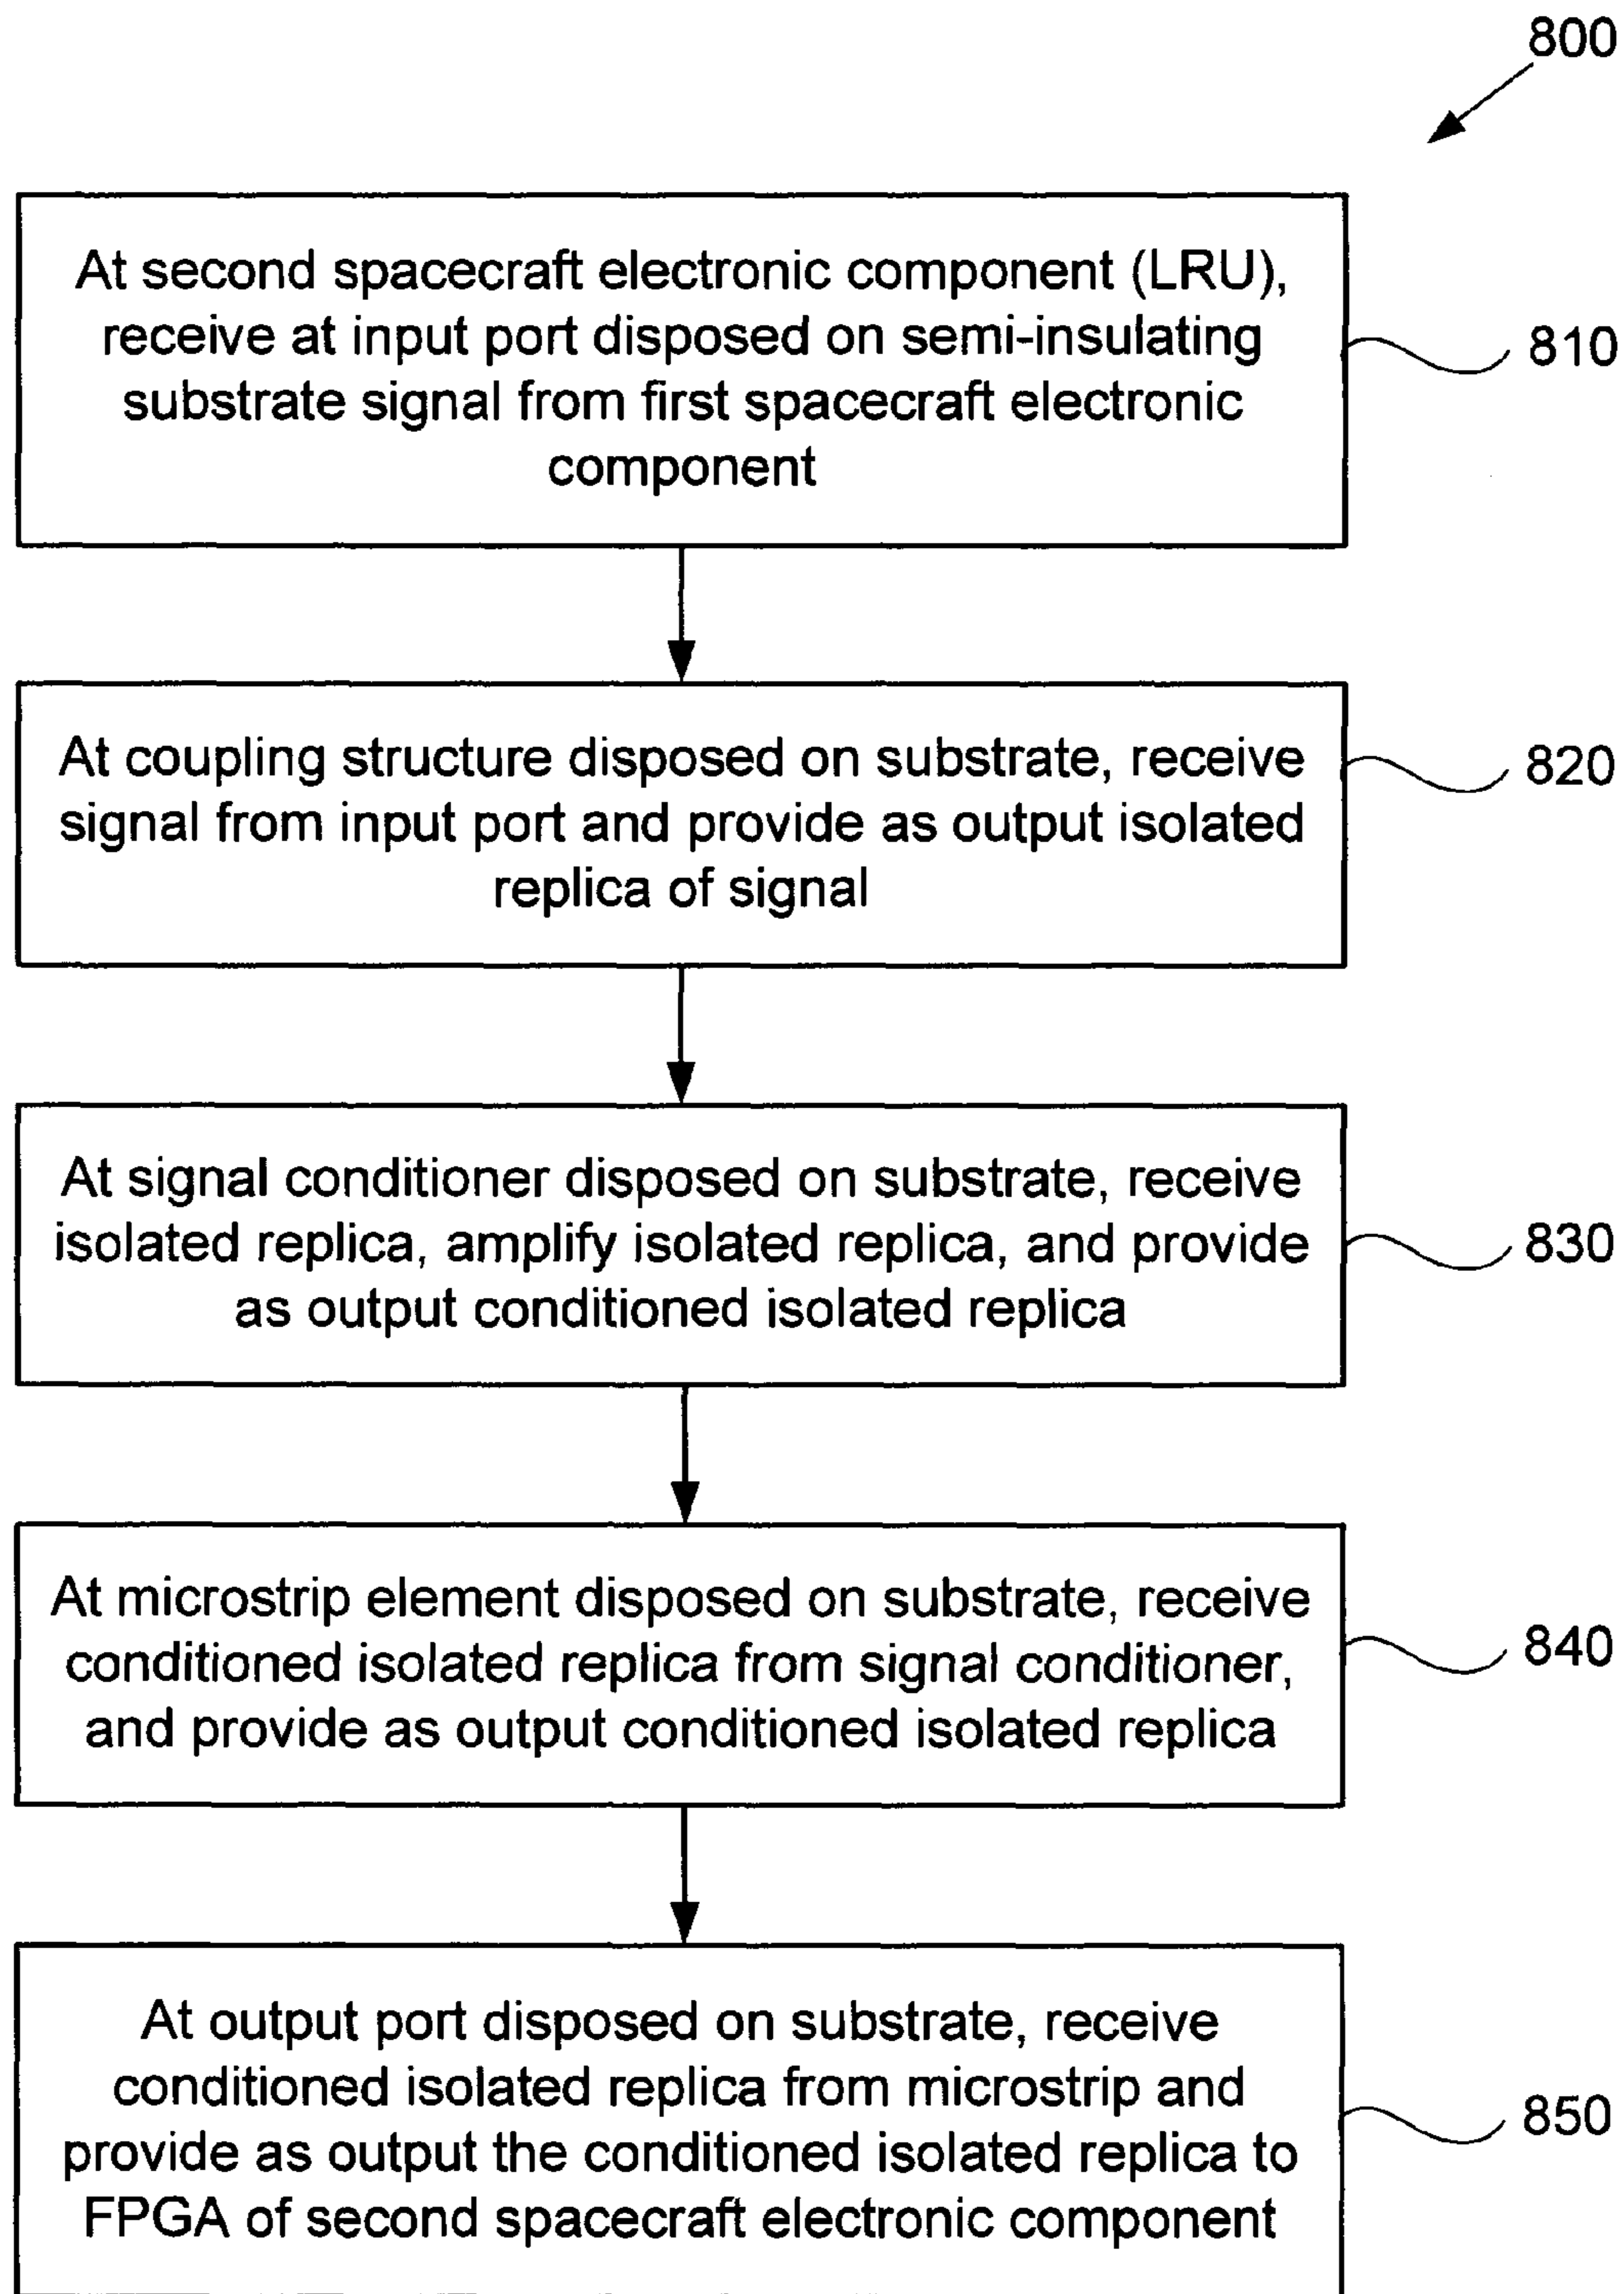 800
At second spacecraft electronic component (LRU),
receive at input port disposed on semi-insulating
substrate signal from first spacecraft electronic
component
810
At coupling structure disposed on substrate, receive
signal from input port and provide as output isolated
replica of signal
820
At signal conditioner disposed on substrate, receive
isolated replica, amplify isolated replica, and provide
as output conditioned isolated replica
830
At microstrip element disposed on substrate, receive
conditioned isolated replica from signal conditioner,
and provide as output conditioned isolated replica
840
At output port disposed on substrate, receive
conditioned isolated replica from microstrip and
provide as output the conditioned isolated replica to
FPGA of second spacecraft electronic component
850